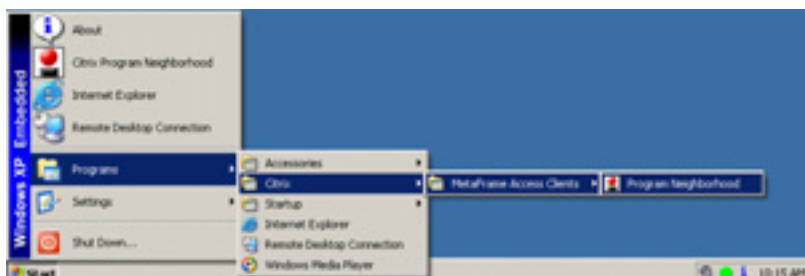 About
Citrix Program Neighborhood
Internet Explorer
Remote Desktop Connection
Programs
Settings
Shut Down...
Windows XP Embedded
Accessories
Citrix
Startup
Internet Explorer
Remote Desktop Connection
Windows Media Player
MetaFrame Access Clients
Program Neighborhood
Start
10:15 AM